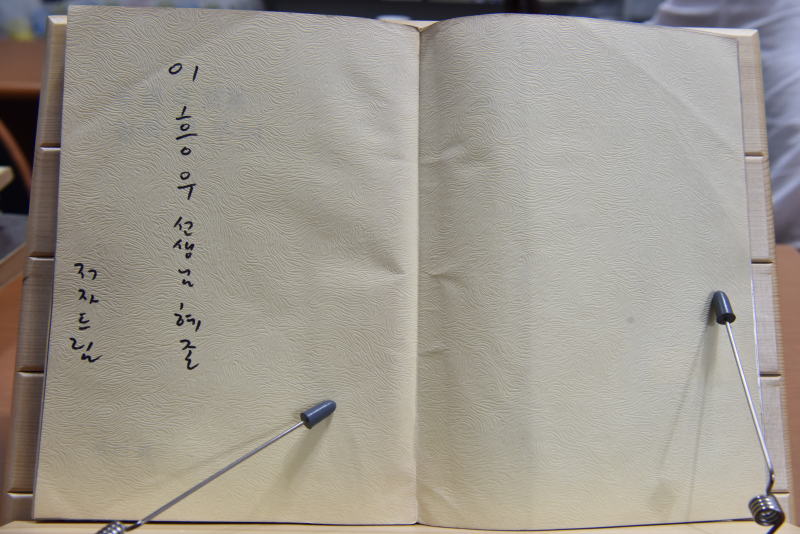 이흥우 선생님 혜존
저자 드림